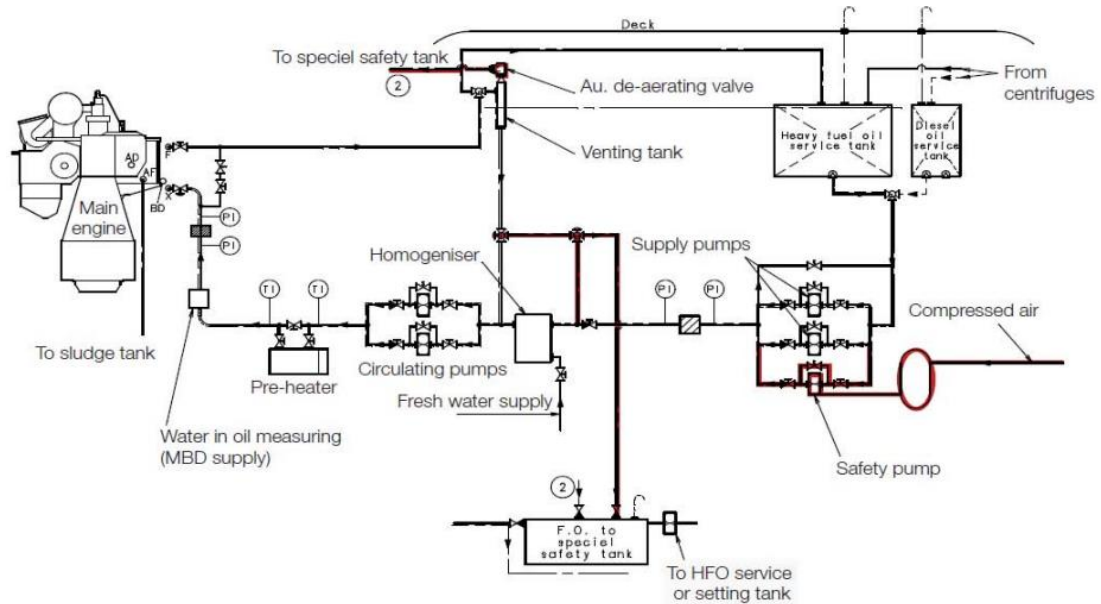 Deck
To speciel safety tank
2
Au. de-aerating valve
From
centrifuges
Venting tank
Heavy fuel oil
service tank
Diesel
oil
service
tank
F
AD
AF
BD
X
Main
engine
PI
PI
Homogeniser
Supply pumps
TI
TI
PI
PI
Compressed air
To sludge tank
Pre-heater
Circulating pumps
Fresh water supply
Water in oil measuring
(MBD supply)
Safety pump
2
F.O. to
speciel
safety tank
To HFO service
or setting tank